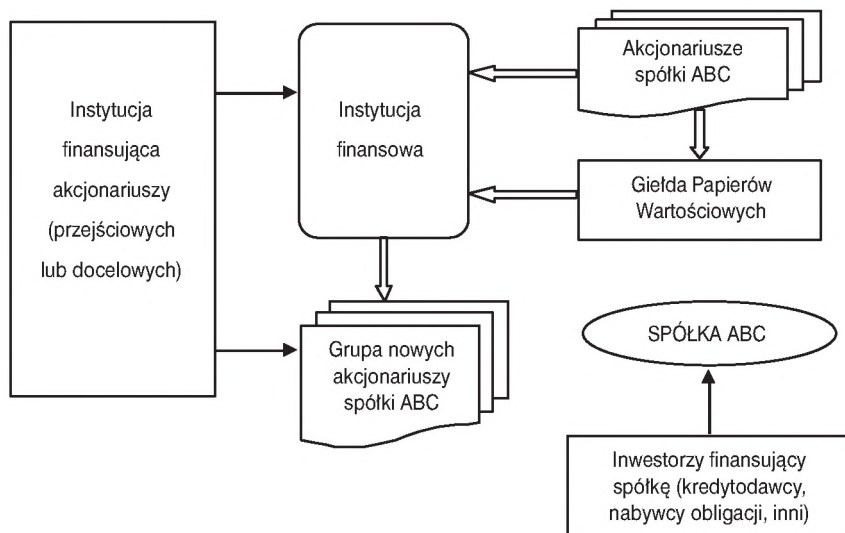 Instytucja
finansująca
akcjonariuszy
(przejściowych
lub docelowych)
Instytucja
finansowa
Akcjonariusze
spółki ABC
Giełda Papierów
Wartościowych
Grupa nowych
akcjonariuszy
spółki ABC
SPÓŁKA ABC
Inwestorzy finansujący
spółkę (kredytodawcy,
nabywcy obligacji, inni)